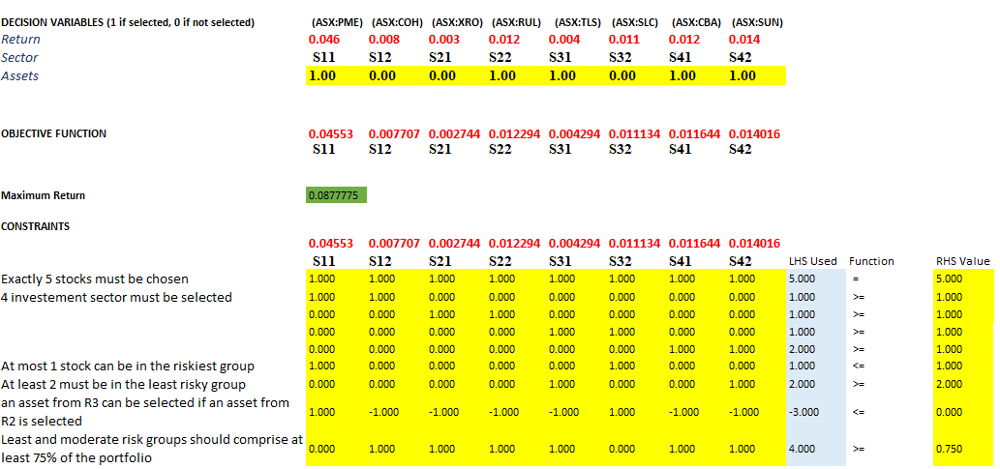 DECISION VARIABLES (1 if selected, 0 if not selected) (ASX:PME) (ASX:COH) (ASX:XRO) (ASX:RUL) (ASX:TLS) (ASX:SLC) (ASX:CBA) (ASX:SUN)
Return 0.046 0.008 0.003 0.012 0.004 0.011 0.012 0.014
Sector S11 S12 S21 S22 S31 S32 S41 S42
Assets 1.00 0.00 0.00 1.00 1.00 0.00 1.00 1.00
OBJECTIVE FUNCTION 0.04553 0.007707 0.002744 0.012294 0.004294 0.011134 0.011644 0.014016
S11 S12 S21 S22 S31 S32 S41 S42
Maximum Return 0.0877775
CONSTRAINTS
0.04553 0.007707 0.002744 0.012294 0.004294 0.011134 0.011644 0.014016
S11 S12 S21 S22 S31 S32 S41 S42 LHS Used Function RHS Value
Exactly 5 stocks must be chosen 1.000 1.000 1.000 1.000 1.000 1.000 1.000 1.000 5.000 = 5.000
4 investement sector must be selected 1.000 1.000 0.000 0.000 0.000 0.000 0.000 0.000 1.000 >= 1.000
0.000 0.000 1.000 1.000 0.000 0.000 0.000 0.000 1.000 >= 1.000
0.000 0.000 0.000 0.000 1.000 1.000 0.000 0.000 1.000 >= 1.000
0.000 0.000 0.000 0.000 0.000 0.000 1.000 1.000 2.000 >= 1.000
At most 1 stock can be in the riskiest group 1.000 0.000 0.000 0.000 0.000 0.000 0.000 0.000 1.000 <= 1.000
At least 2 must be in the least risky group 0.000 0.000 0.000 0.000 1.000 0.000 0.000 1.000 2.000 >= 2.000
an asset from R3 can be selected if an asset from
R2 is selected 1.000 -1.000 -1.000 -1.000 -1.000 1.000 -1.000 -1.000 -3.000 <= 0.000
Least and moderate risk groups should comprise at
least 75% of the portfolio 0.000 1.000 1.000 1.000 1.000 0.000 1.000 1.000 4.000 >= 0.750